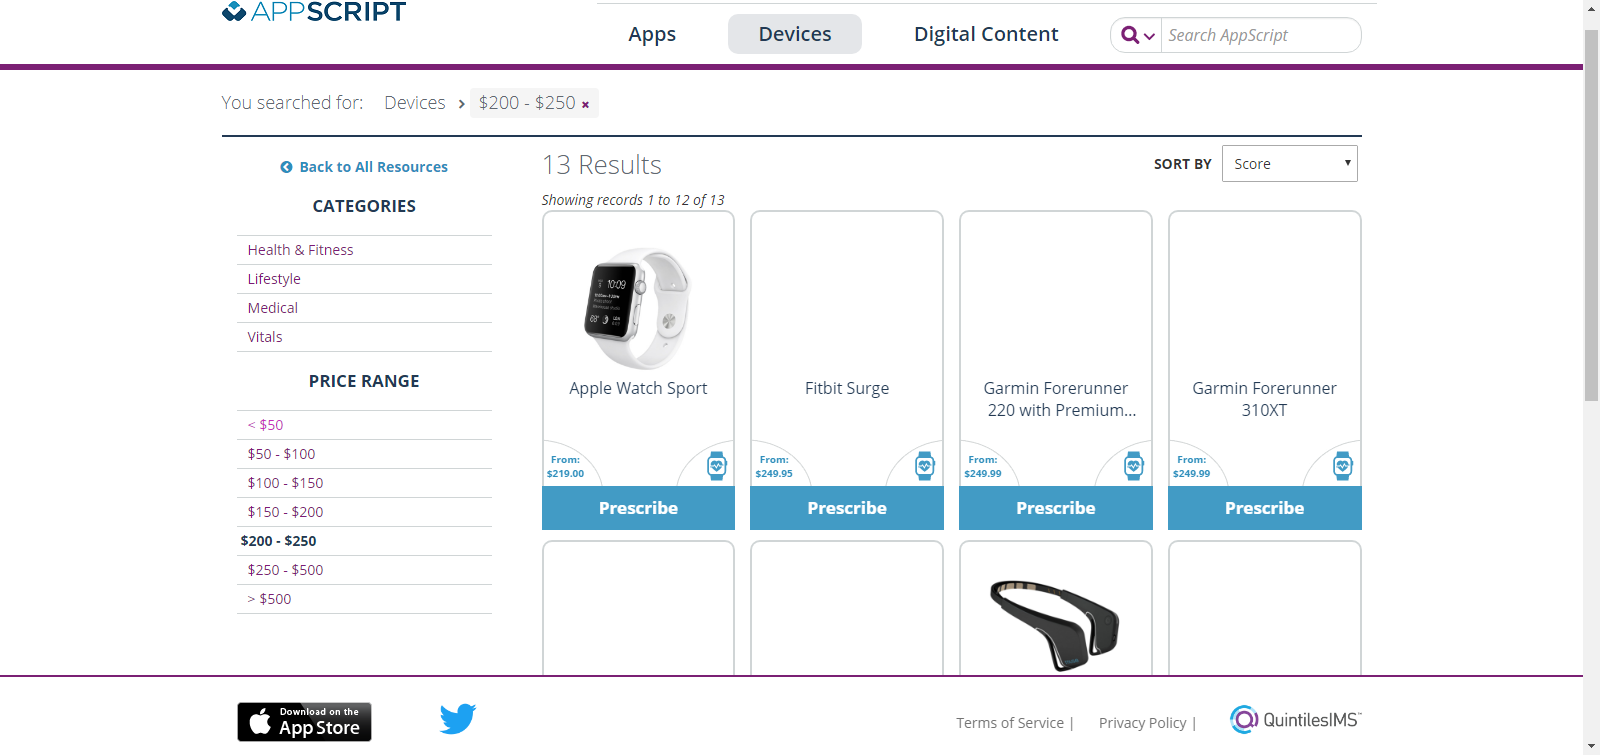 APPSCRIPT
Apps
Devices
Digital Content
Search AppScript
You searched for: Devices > $200 - $250 ×
Back to All Resources
CATEGORIES
Health & Fitness
Lifestyle
Medical
Vitals
PRICE RANGE
< $50
$50 - $100
$100 - $150
$150 - $200
$200 - $250
$250 - $500
> $500
13 Results
SORT BY Score
Showing records 1 to 12 of 13
10:09
Apple Watch Sport
From:
$219.00
Prescribe
Fitbit Surge
From:
$249.95
Prescribe
Garmin Forerunner
220 with Premium...
From:
$249.99
Prescribe
Garmin Forerunner
310XT
From:
$249.99
Prescribe
Download on the
App Store
Terms of Service |
Privacy Policy |
QuintilesIMS™